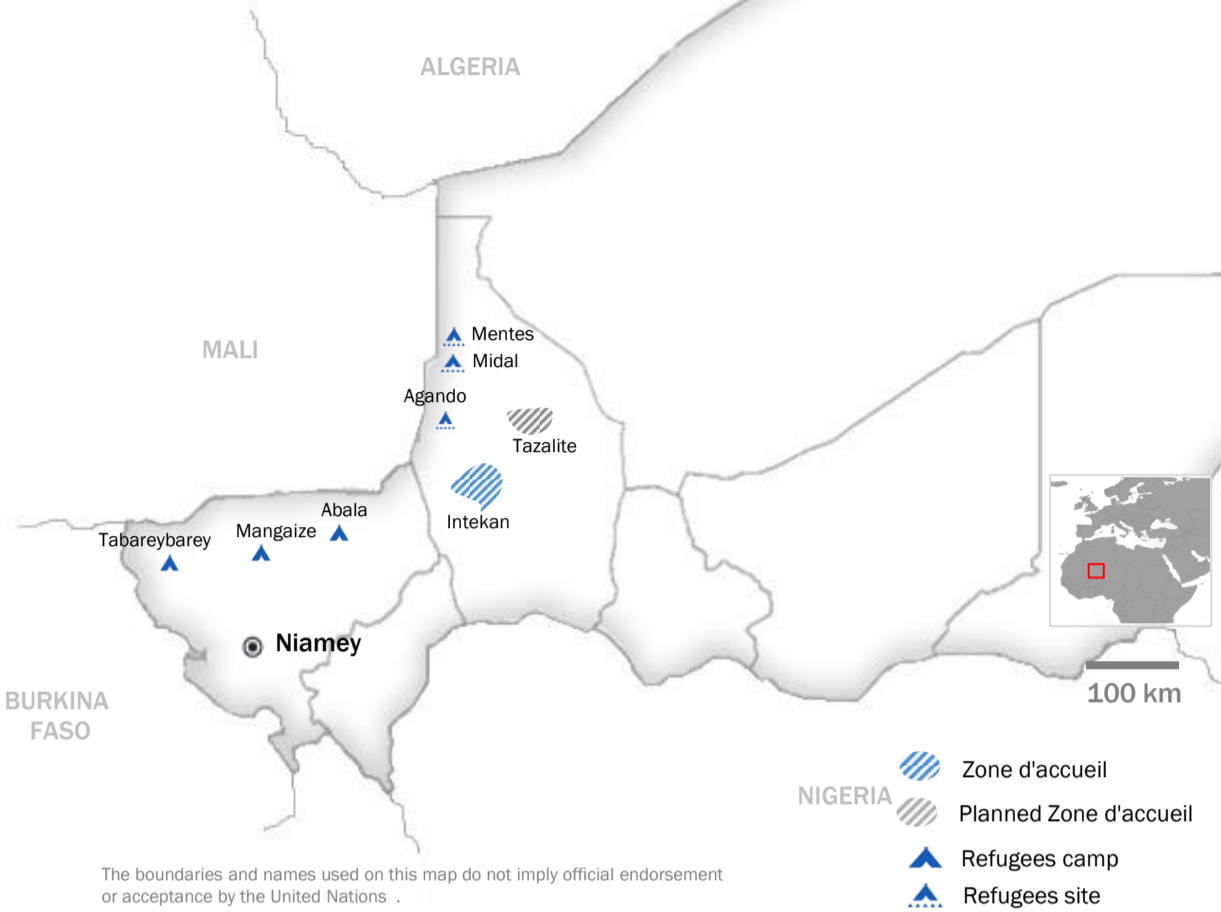 ALGERIA
MALI
Mentes
Midal
Agando
Tazalite
Intekan
Abala
Mangaize
Tabareybarey
Niamey
BURKINA
FASO
100 km
NIGERIA
Zone d'accueil
Planned Zone d'accueil
Refugees camp
Refugees site
The boundaries and names used on this map do not imply official endorsement
or acceptance by the United Nations .